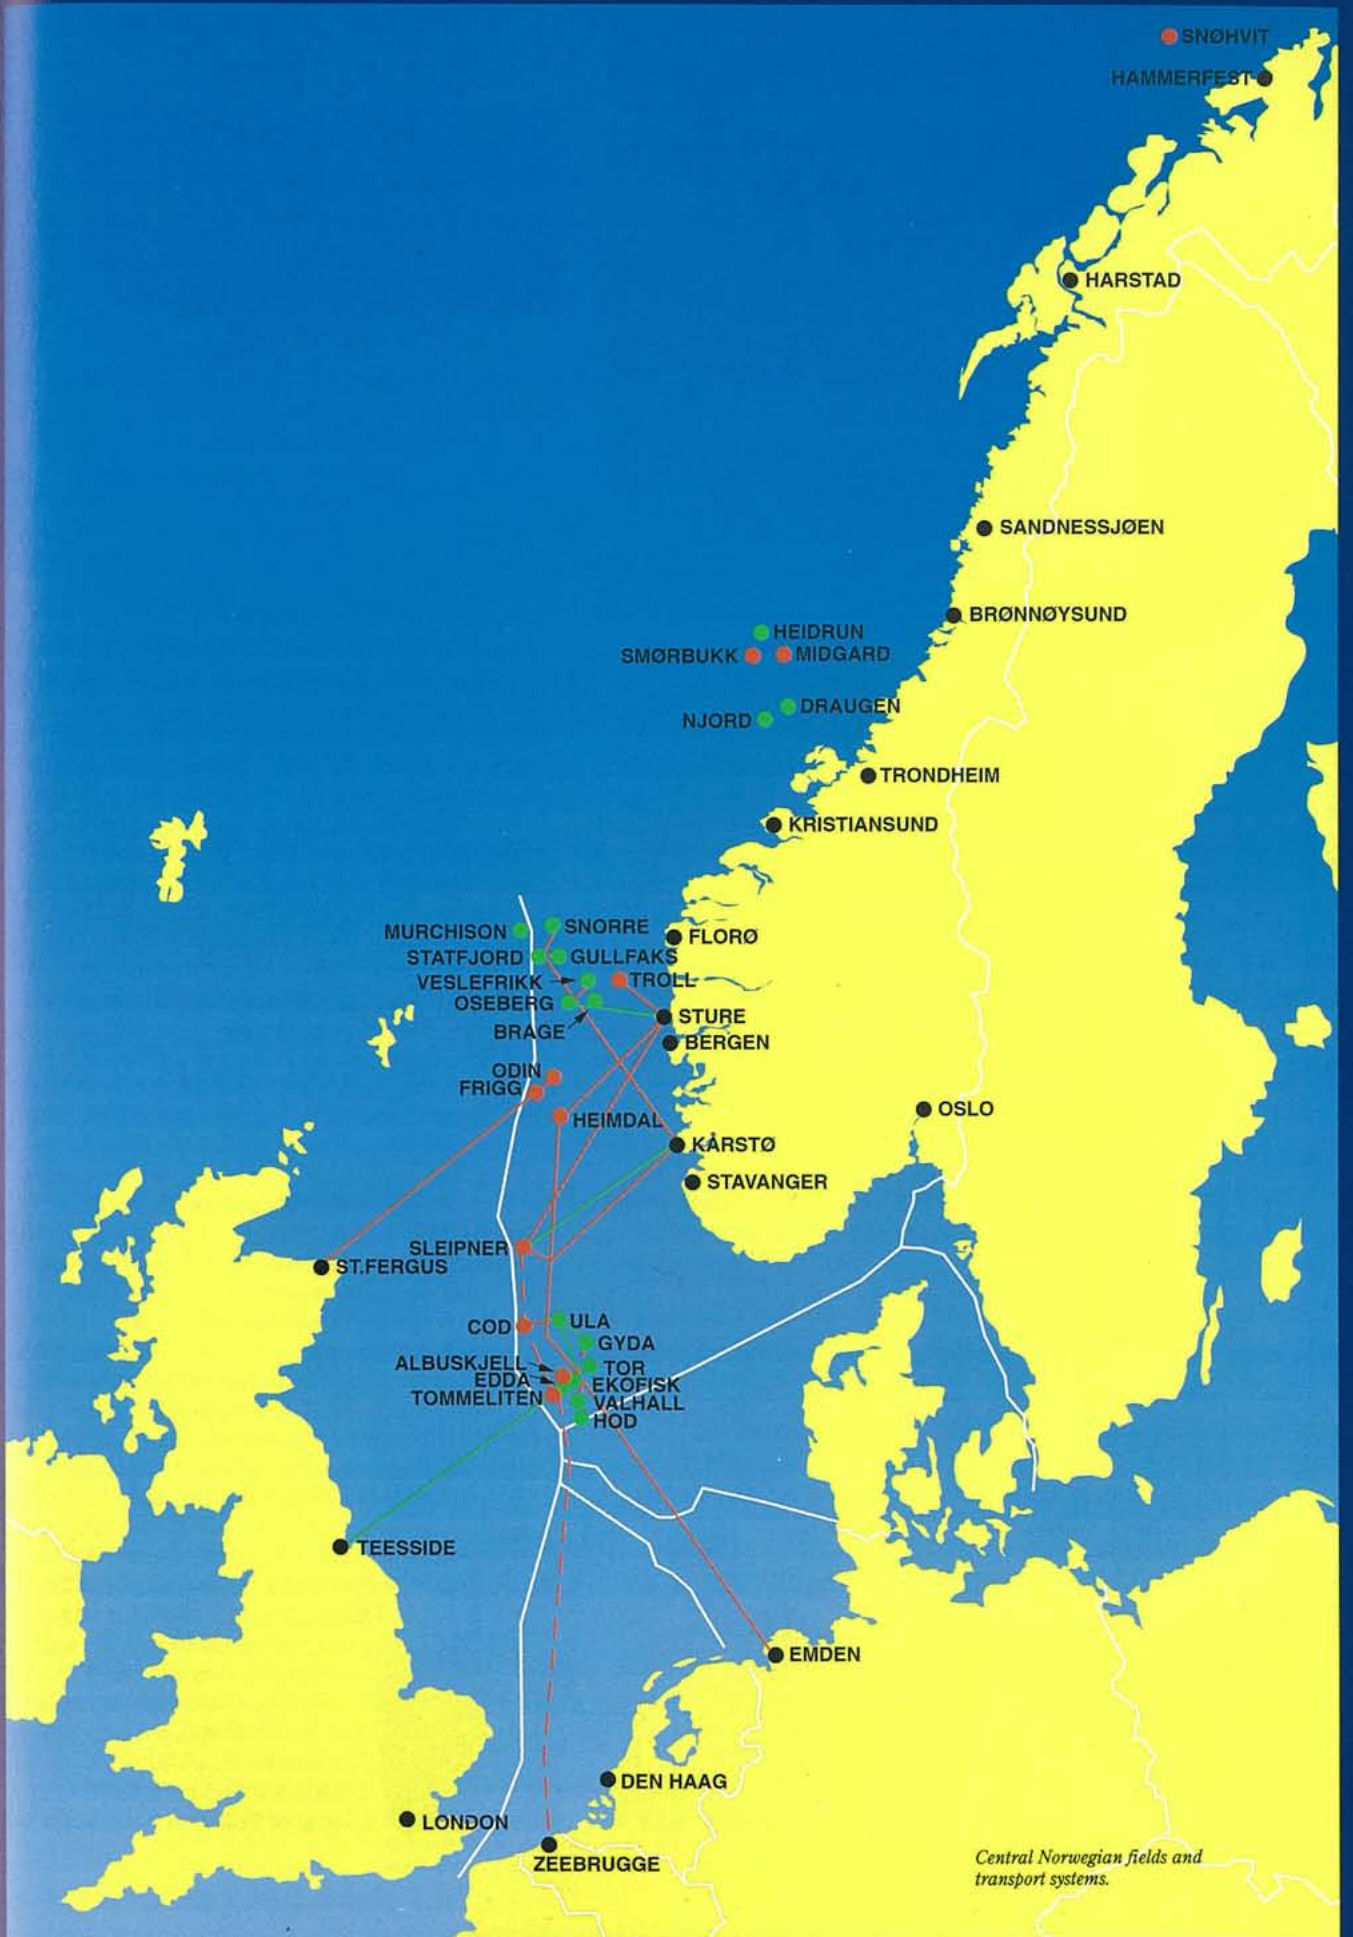 SNØHVIT
HAMMERFEST
HARSTAD
SANDNESSJØEN
BRØNNØYSUND
HEIDRUN
SMØRBUKK
MIDGARD
DRAUGEN
NJORD
TRONDHEIM
KRISTIANSUND
MURCHISON
SNORRE
FLORØ
STATFJORD
GULLFAKS
VESLEFRIKK
TROLL
OSEBERG
STURE
BRAGE
BERGEN
ODIN
FRIGG
HEIMDAL
OSLO
KÅRSTØ
STAVANGER
SLEIPNER
ST.FERGUS
COD
ULA
GYDA
ALBUSKJELL
TOR
EDDA
EKOFISK
TOMMELITEN
VALHALL
HOD
TEESSIDE
EMDEN
DEN HAAG
LONDON
ZEEBRUGGE
Central Norwegian fields and
transport systems.